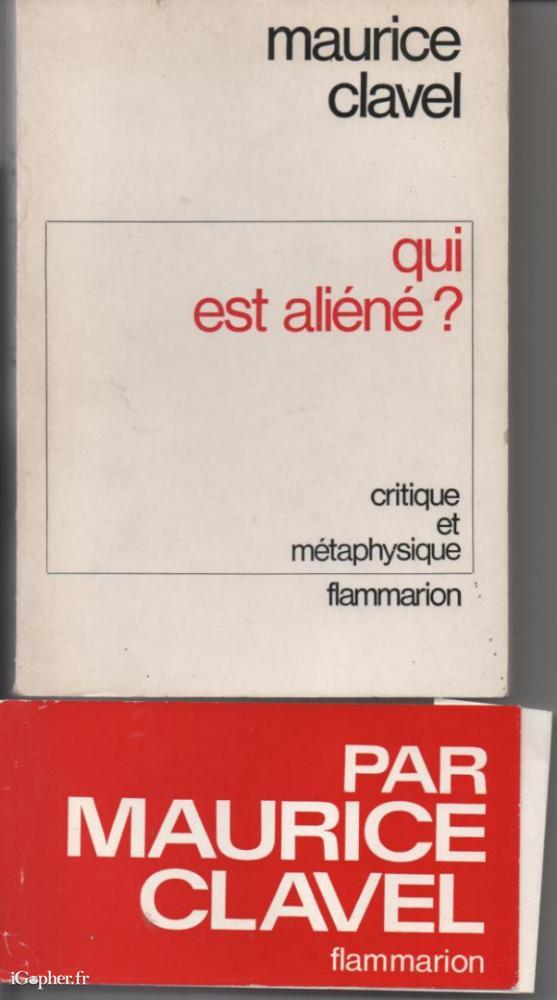 maurice
clavel
qui
est aliéné ?
critique
et
métaphysique
flammarion
PAR
MAURICE
CLAVEL
flammarion
iGopher.fr